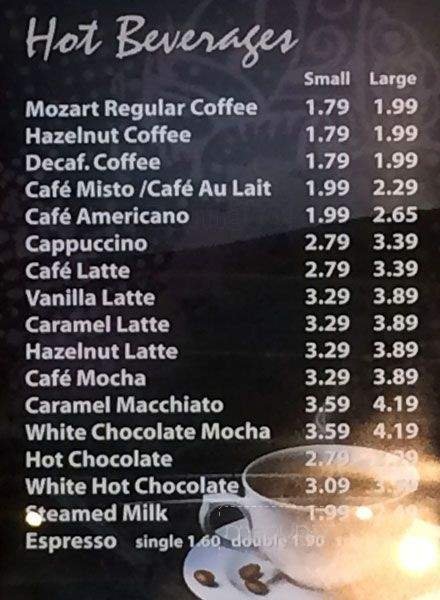 Hot Beverages
Small Large
Mozart Regular Coffee 1.79 1.99
Hazelnut Coffee 1.79 1.99
Decaf. Coffee 1.79 1.99
Café Misto /Café Au Lait 1.99 2.29
Café Americano 1.99 2.65
Cappuccino 2.79 3.39
Café Latte 2.79 3.39
Vanilla Latte 3.29 3.89
Caramel Latte 3.29 3.89
Hazelnut Latte 3.29 3.89
Café Mocha 3.29 3.89
Caramel Macchiato 3.59 4.19
White Chocolate Mocha 3.59 4.19
Hot Chocolate 2.79
White Hot Chocolate 3.09
Steamed Milk 1.99
Espresso single 1.60 double 1.90